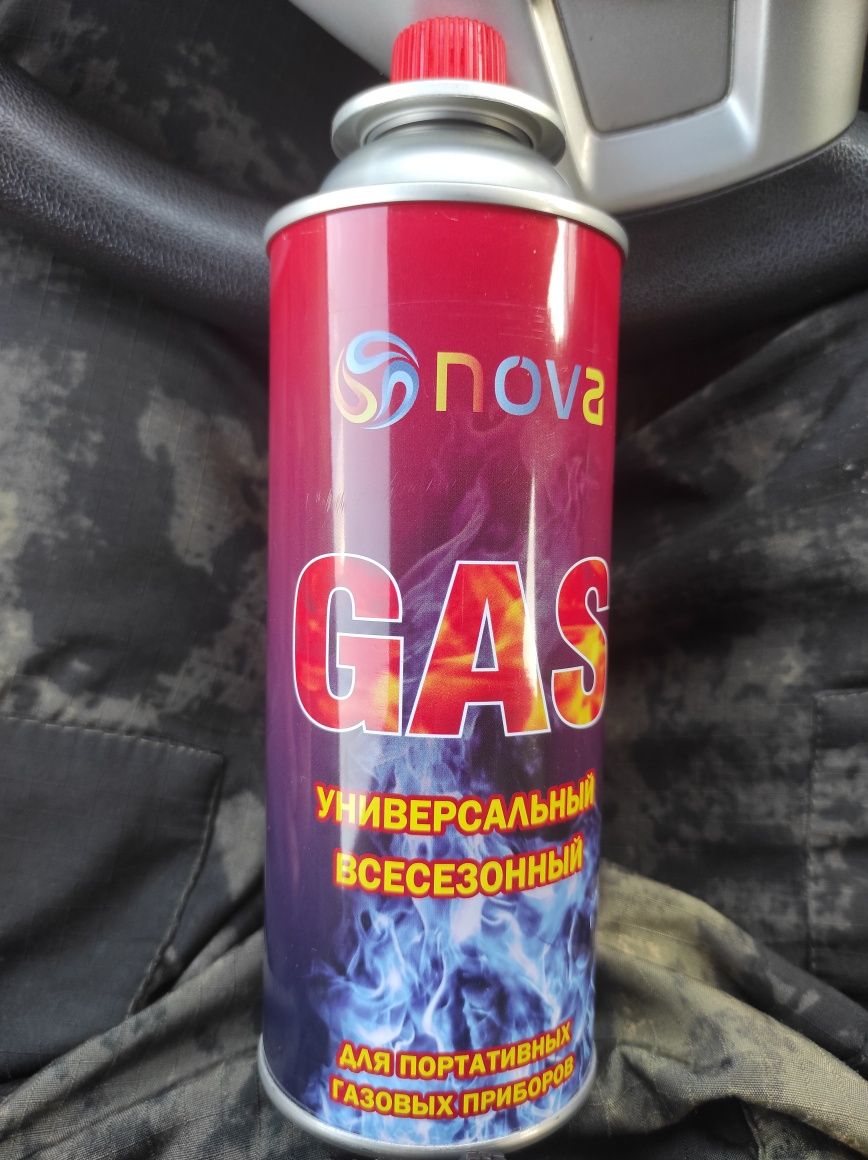 nova
GAS
УНИВЕРСАЛЬНЫЙ
ВСЕСЕЗОННЫЙ
ДЛЯ ПОРТАТИВНЫХ
ГАЗОВЫХ ПРИБОРОВ